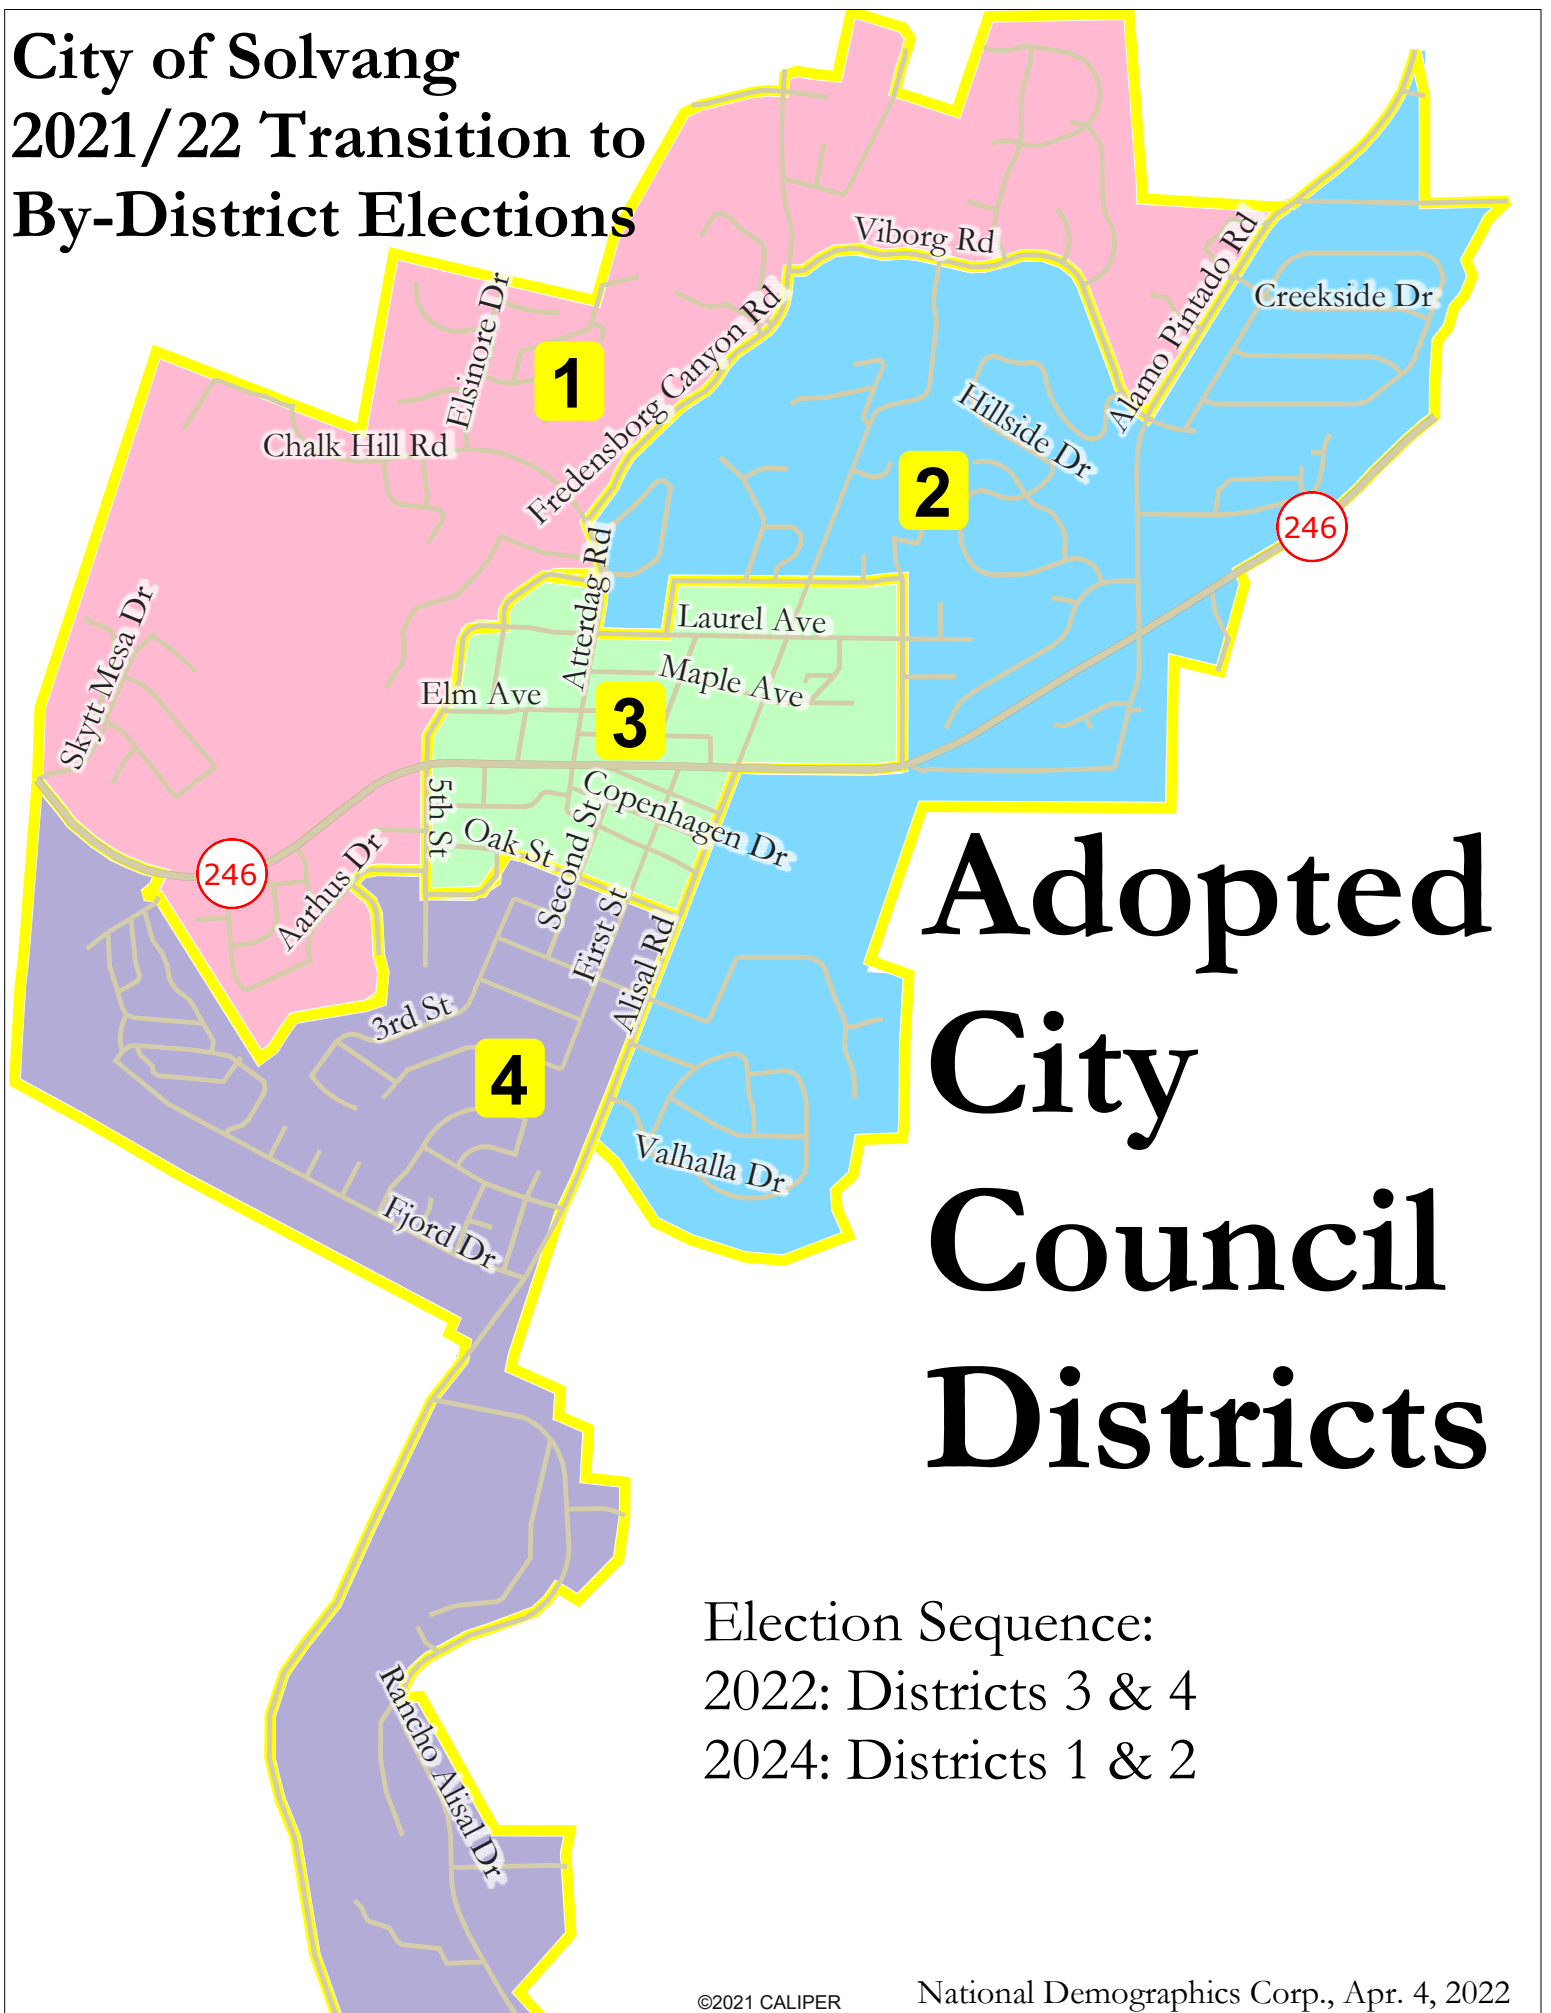 City of Solvang
2021/22 Transition to
By-District Elections
Viborg Rd
Alamo Pintado Rd
Creekside Dr
Elsinore Dr
1
Fredensborg Canyon Rd
Hillside Dr
Chalk Hill Rd
2
246
Atterdag Rd
Laurel Ave
Skytt Mesa Dr
Maple Ave
Elm Ave
3
5th St
Copenhagen Dr
Oak St
Second St
246
Aarhus Dr
First St
Alisal Rd
3rd St
4
Valhalla Dr
Fjord Dr
Adopted
City
Council
Districts
Election Sequence:
2022: Districts 3 & 4
2024: Districts 1 & 2
Rancho Alisal Dr
©2021 CALIPER
National Demographics Corp., Apr. 4, 2022